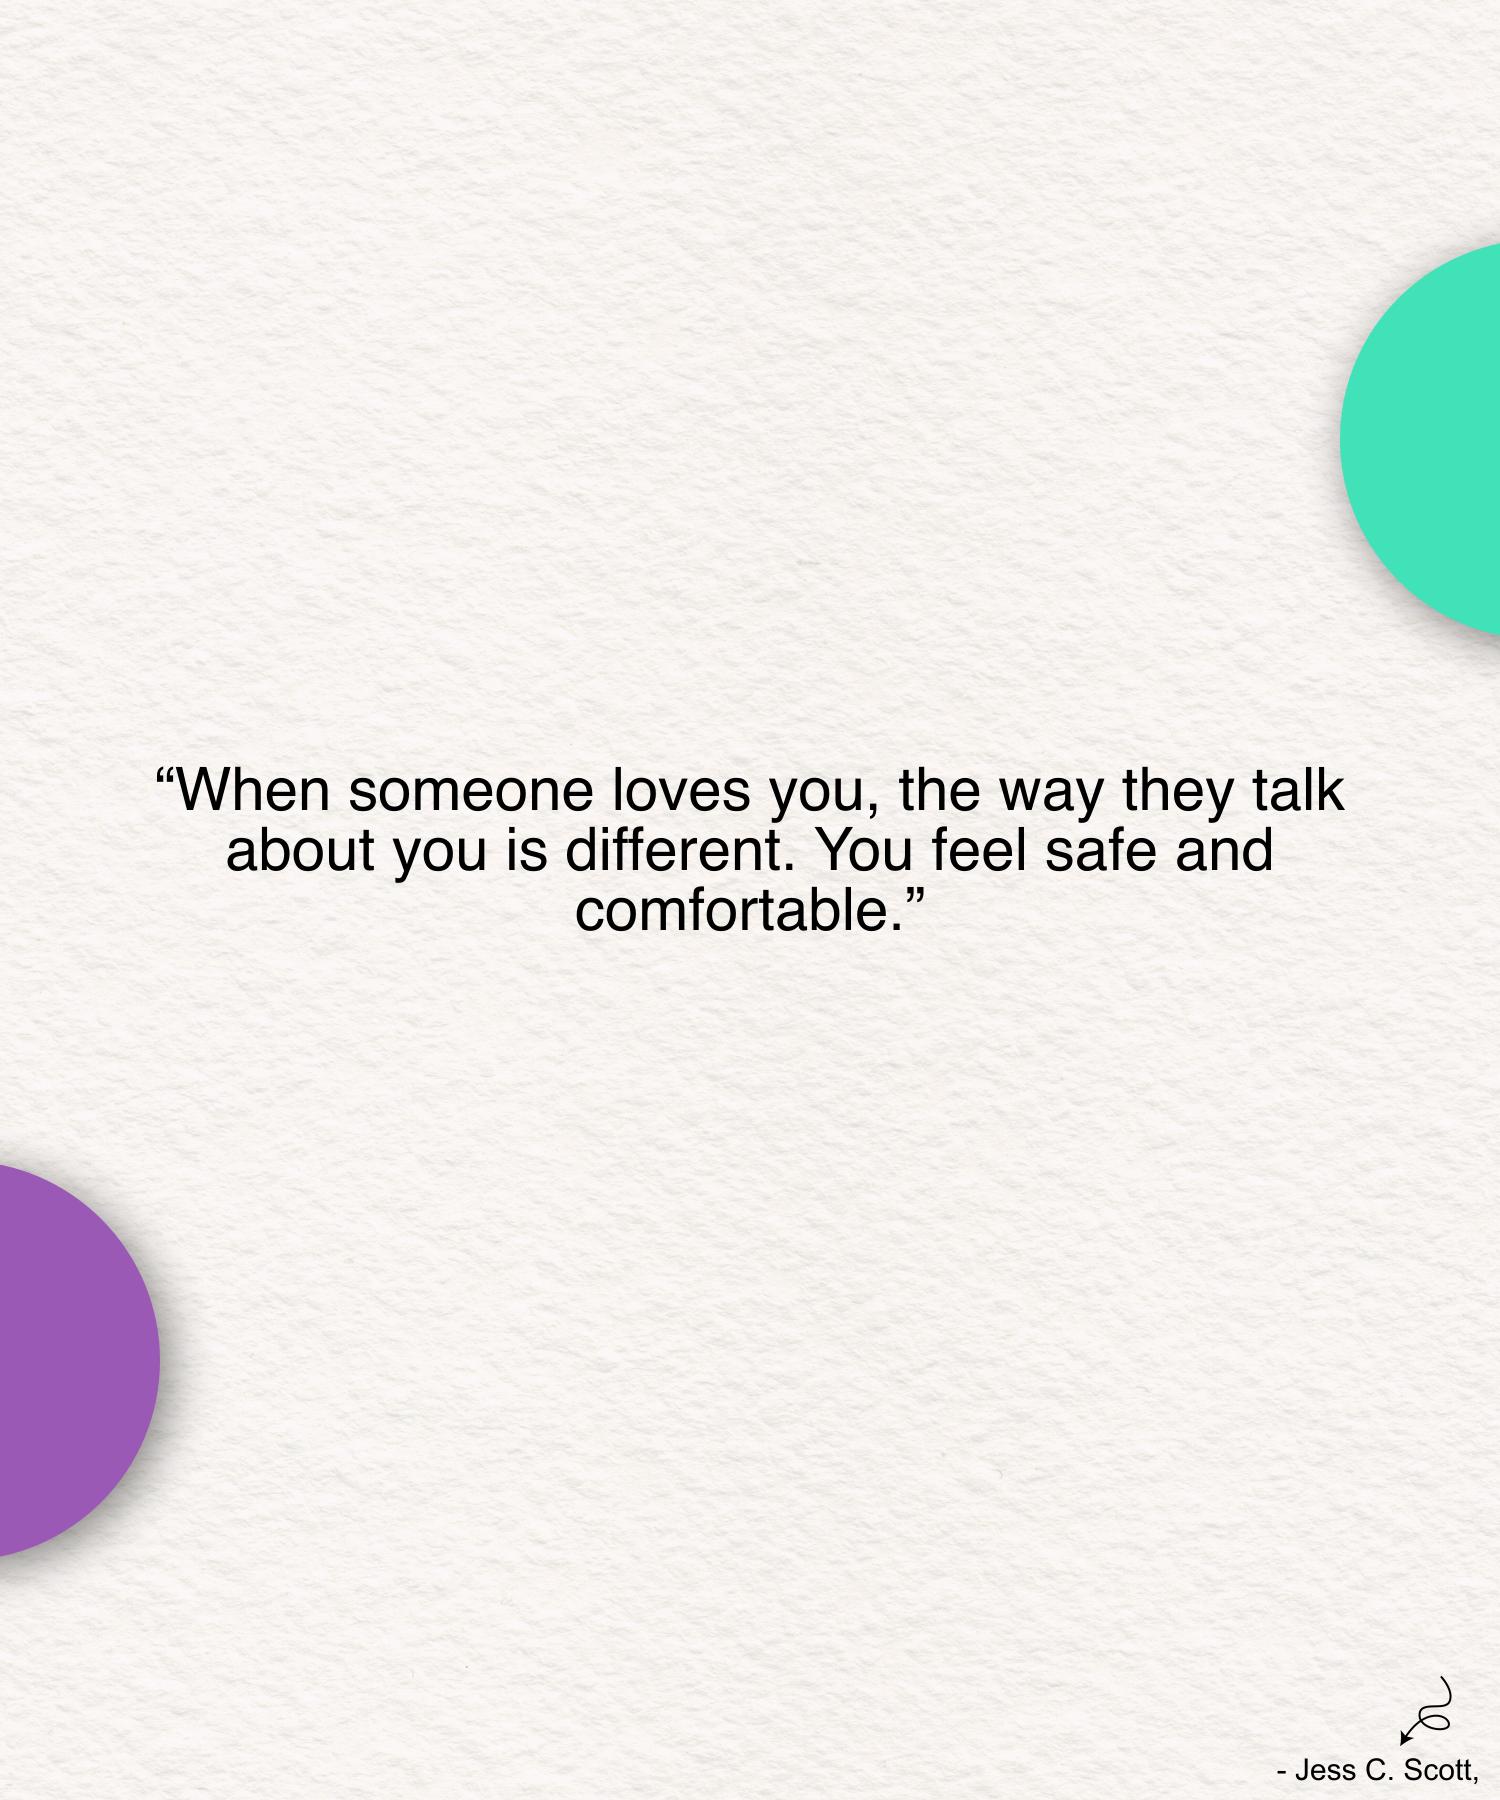 “When someone loves you, the way they talk
about you is different. You feel safe and
comfortable.”
- Jess C. Scott,